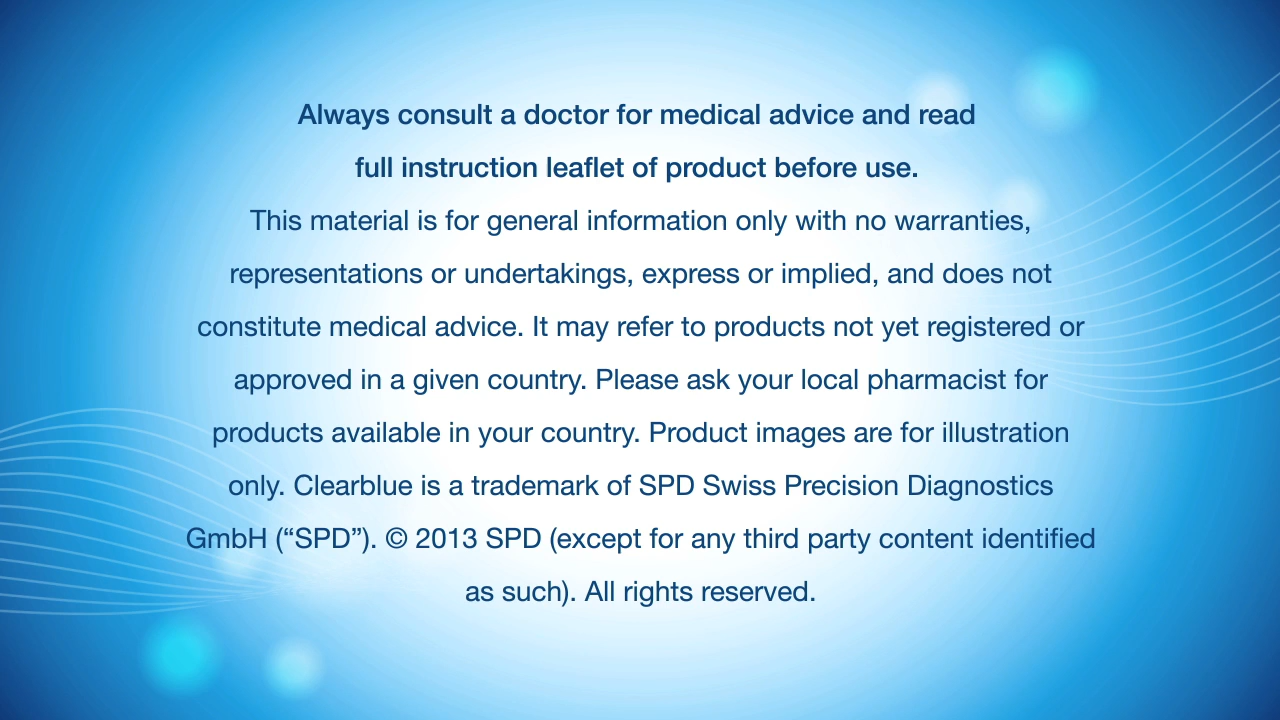 Always consult a doctor for medical advice and read
full instruction leaflet of product before use.
This material is for general information only with no warranties,
representations or undertakings, express or implied, and does not
constitute medical advice. It may refer to products not yet registered or
approved in a given country. Please ask your local pharmacist for
products available in your country. Product images are for illustration
only. Clearblue is a trademark of SPD Swiss Precision Diagnostics
GmbH (“SPD”). © 2013 SPD (except for any third party content identified
as such). All rights reserved.